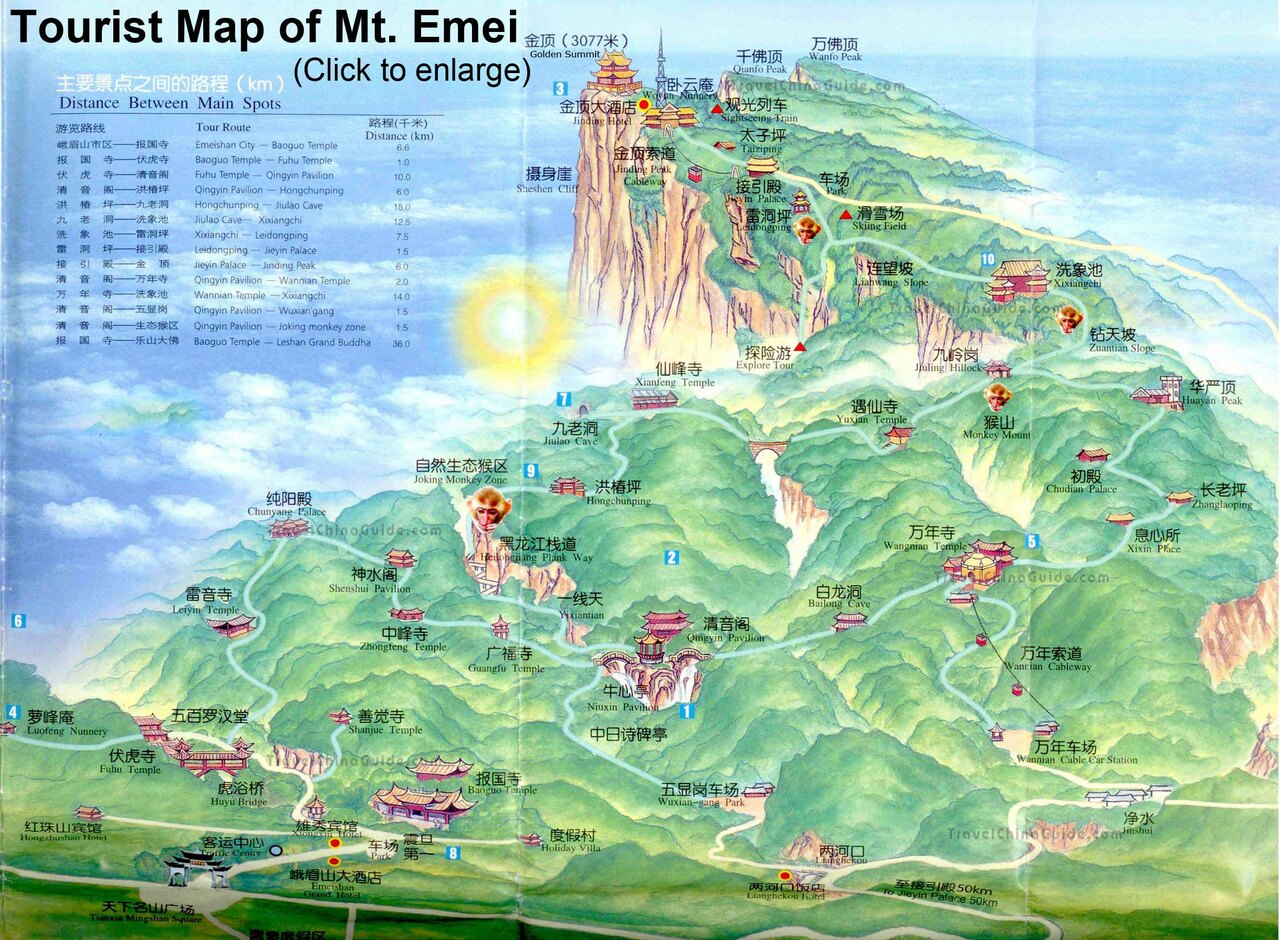 Tourist Map of Mt. Emei
(Click to enlarge)
主要景点之间的路程（km）
Distance Between Main Spots
游览路线 Tour Route 路程(千米) Distance (km)
峨眉山市区——报国寺 Emeishan City — Baoguo Temple 6.6
报国寺——伏虎寺 Baoguo Temple — Fuhu Temple 1.0
伏虎寺——清音阁 Fuhu Temple — Qingyin Pavilion 10.0
清音阁——洪椿坪 Qingyin Pavilion — Hongchunping 6.0
洪椿坪——九老洞 Hongchunping — Jiulao Cave 15.0
九老洞——洗象池 Jiulao Cave — Xixiangchi 12.5
洗象池——雷洞坪 Xixiangchi — Leidongping 7.5
雷洞坪——接引殿 Leidongping — Jieyin Palace 1.5
接引殿——金顶 Jieyin Palace — Jinding Peak 6.0
清音阁——万年寺 Qingyin Pavilion — Wannian Temple 2.0
万年寺——洗象池 Wannian Temple — Xixiangchi 14.0
清音阁——五显岗 Qingyin Pavilion — Wuxian'gang 1.5
清音阁——生态猴区 Qingyin Pavilion — Joking monkey zone 1.5
报国寺——乐山大佛 Baoguo Temple — Leshan Grand Buddha 36.0
金顶（3077米）
Golden Summit
千佛顶
Qianfo Peak
万佛顶
Wanfo Peak
3
卧云庵
Woyun Nunnery
TravelChinaGuide.com
金顶大酒店
Jinding Hotel
观光列车
Sightseeing Train
太子坪
Taiziping
金顶索道
Jinding Peak
Cableway
摄身崖
Sheshen Cliff
接引殿
Jieyin Palace
车场
Park
雷洞坪
Leidongping
滑雪场
Skiing Field
连望坡
Lianwang Slope
10
洗象池
Xixiangchi
TravelChinaGuide.com
钻天坡
Zuantian Slope
探险游
Explore Tour
九岭岗
Jiuling Hillock
仙峰寺
Xianfeng Temple
7
九老洞
Jiulao Cave
遇仙寺
Yuxian Temple
猴山
Monkey Mount
华严顶
Huayan Peak
自然生态猴区
Joking Monkey Zone
9
洪椿坪
Hongchunping
初殿
Chudian Palace
长老坪
Zhanglaoping
纯阳殿
Chunyang Palace
TravelChinaGuide.com
黑龙江栈道
Heilongjiang Plank Way
2
万年寺
Wangnian Temple
5
息心所
Xixin Place
TravelChinaGuide.com
神水阁
Shenshui Pavilion
雷音寺
Leiyin Temple
6
一线天
Yixiantian
中峰寺
Zhongfeng Temple
广福寺
Guangfu Temple
清音阁
Qingyin Pavilion
白龙洞
Bailong Cave
万年索道
Wannian Cableway
牛心亭
Niuxin Pavilion
1
4
萝峰庵
Luofeng Nunnery
五百罗汉堂
善觉寺
Shanjue Temple
中日诗碑亭
伏虎寺
Fuhu Temple
TravelChinaGuide.com
万年车场
Wannian Cable Car Station
虎浴桥
Huyu Bridge
报国寺
Baoguo Temple
五显岗车场
Wuxian-gang Park
净水
Jinshui
红珠山宾馆
Hongzhushan Hotel
客运中心
Traffic Centre
车场
Park
震旦
第一
8
度假村
Holiday Villa
两河口
Lianghekou
TravelChinaGuide.com
峨眉山大酒店
Emeishan
Grand Hotel
两河口饭店
Lianghekou Hotel
至接引殿50km
To Jieyin Palace 50km
天下名山广场
Tianxia Mingshan Square